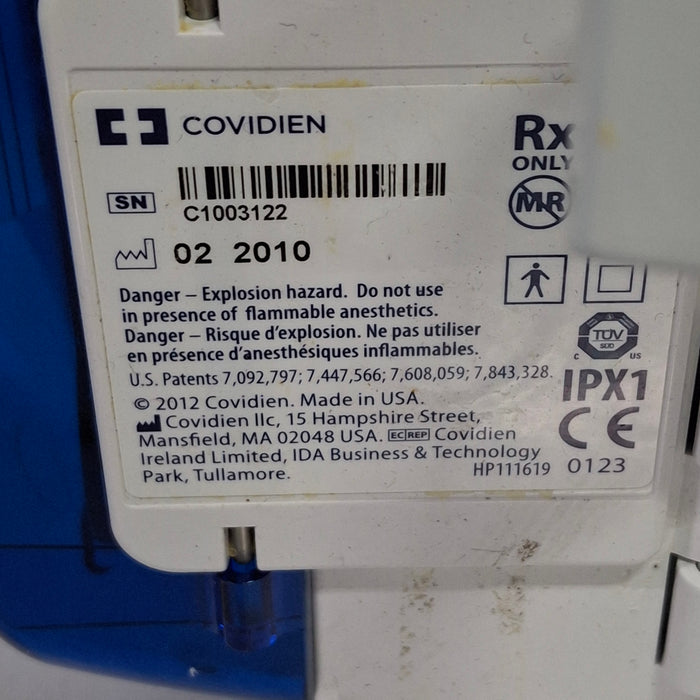 COVIDIEN
Rx
ONLY
SN
C1003122
MR
02 2010
Danger – Explosion hazard. Do not use
in presence of flammable anesthetics.
Danger – Risque d'explosion. Ne pas utiliser
en présence d'anesthésiques inflammables.
TÜV
SÜD
C US
U.S. Patents 7,092,797; 7,447,566; 7,608,059; 7,843,328.
IPX1
© 2012 Covidien. Made in USA.
Covidien llc, 15 Hampshire Street,
Mansfield, MA 02048 USA. EC REP Covidien
Ireland Limited, IDA Business & Technology
Park, Tullamore.
HP111619
CE
0123